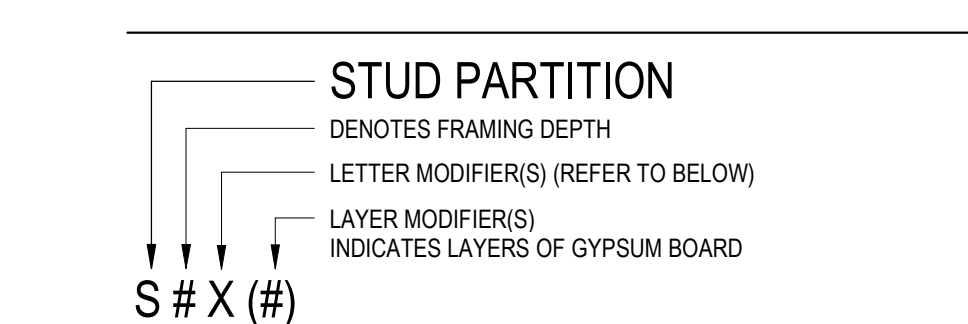 STUD PARTITION
DENOTES FRAMING DEPTH
LETTER MODIFIER(S) (REFER TO BELOW)
LAYER MODIFIER(S)
INDICATES LAYERS OF GYPSUM BOARD
S # X (#)